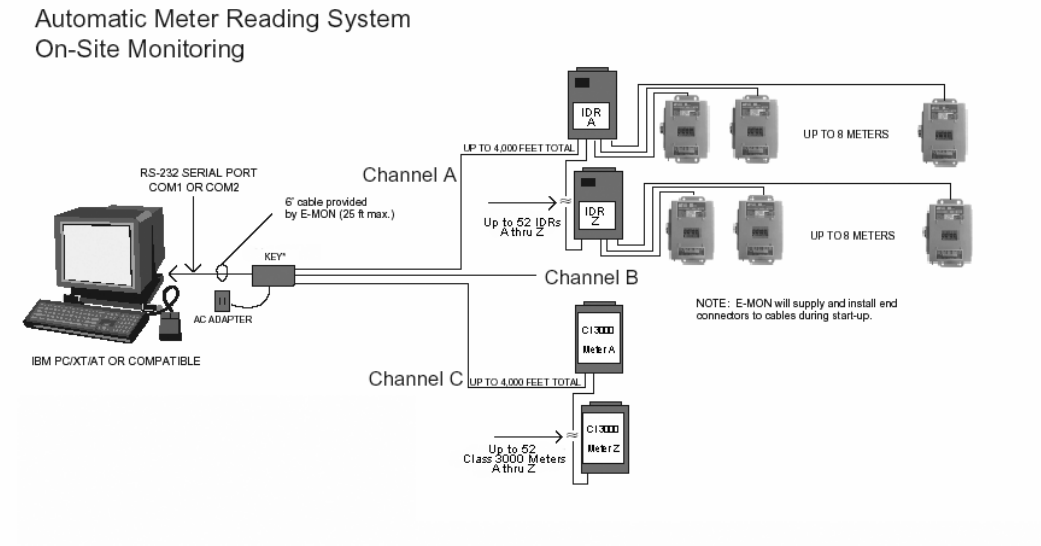 Automatic Meter Reading System
On-Site Monitoring
IDR
A
UP TO 8 METERS
UP TO 4,000 FEET TOTAL
Channel A
RS-232 SERIAL PORT
COM1 OR COM2
6' cable provided
by E-MON (25 ft max.)
Up to 52 IDRs
A thru Z
IDR
Z
UP TO 8 METERS
KEY*
Channel B
AC ADAPTER
NOTE: E-MON will supply and install end
connectors to cables during start-up.
IBM PC/XT/AT OR COMPATIBLE
Cl 3000
Meter A
Channel C
UP TO 4,000 FEET TOTAL
Cl 3000
Meter Z
Up to 52
Class 3000 Meters
A thru Z